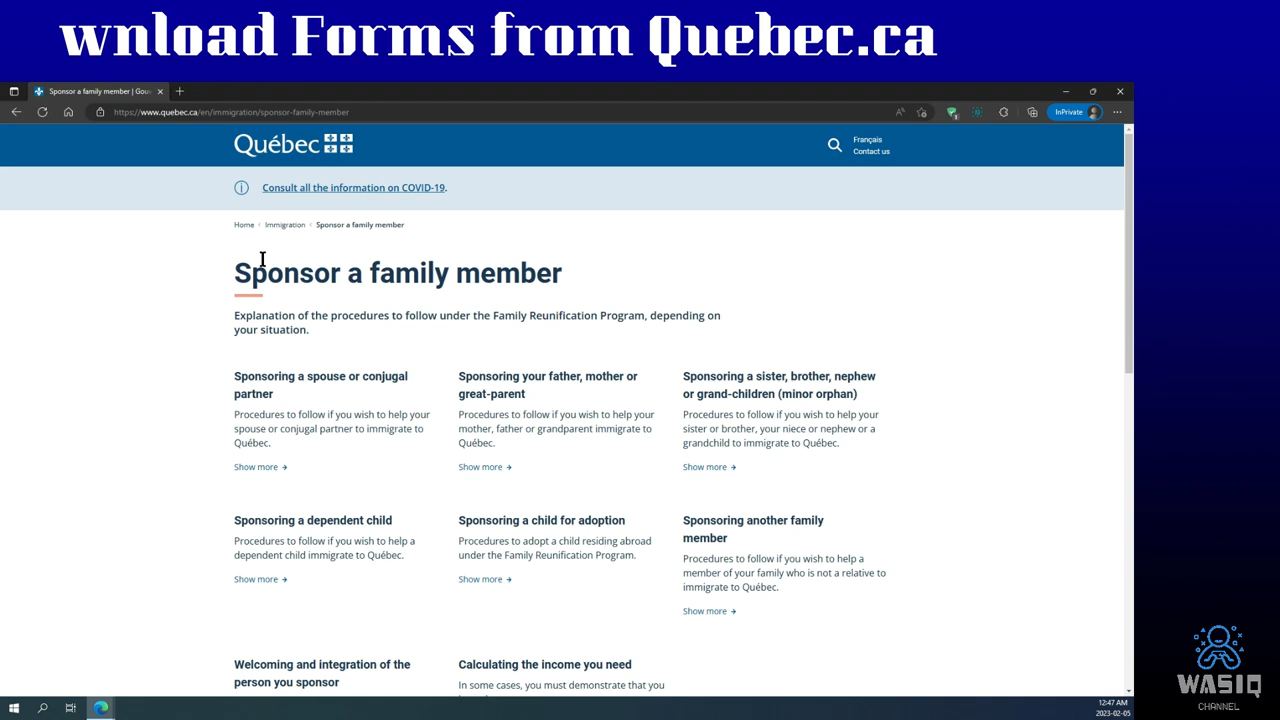 wnload Forms from Quebec.ca
Sponsor a family member | Gou
https://www.quebec.ca/en/immigration/sponsor-family-member
InPrivate
Québec
Français
Contact us
Consult all the information on COVID-19.
Home < Immigration < Sponsor a family member
Sponsor a family member
Explanation of the procedures to follow under the Family Reunification Program, depending on
your situation.
Sponsoring a spouse or conjugal
partner
Procedures to follow if you wish to help your
spouse or conjugal partner to immigrate to
Québec.
Show more →
Sponsoring your father, mother or
great-parent
Procedures to follow if you wish to help your
mother, father or grandparent immigrate to
Québec.
Show more →
Sponsoring a sister, brother, nephew
or grand-children (minor orphan)
Procedures to follow if you wish to help your
sister or brother, your niece or nephew or a
grandchild to immigrate to Québec.
Show more →
Sponsoring a dependent child
Procedures to follow if you wish to help a
dependent child immigrate to Québec.
Show more →
Sponsoring a child for adoption
Procedures to adopt a child residing abroad
under the Family Reunification Program.
Show more →
Sponsoring another family
member
Procedures to follow if you wish to help a
member of your family who is not a relative to
immigrate to Québec.
Show more →
Welcoming and integration of the
person you sponsor
Calculating the income you need
In some cases, you must demonstrate that you
12:47 AM
2023-02-05
WASIQ
CHANNEL